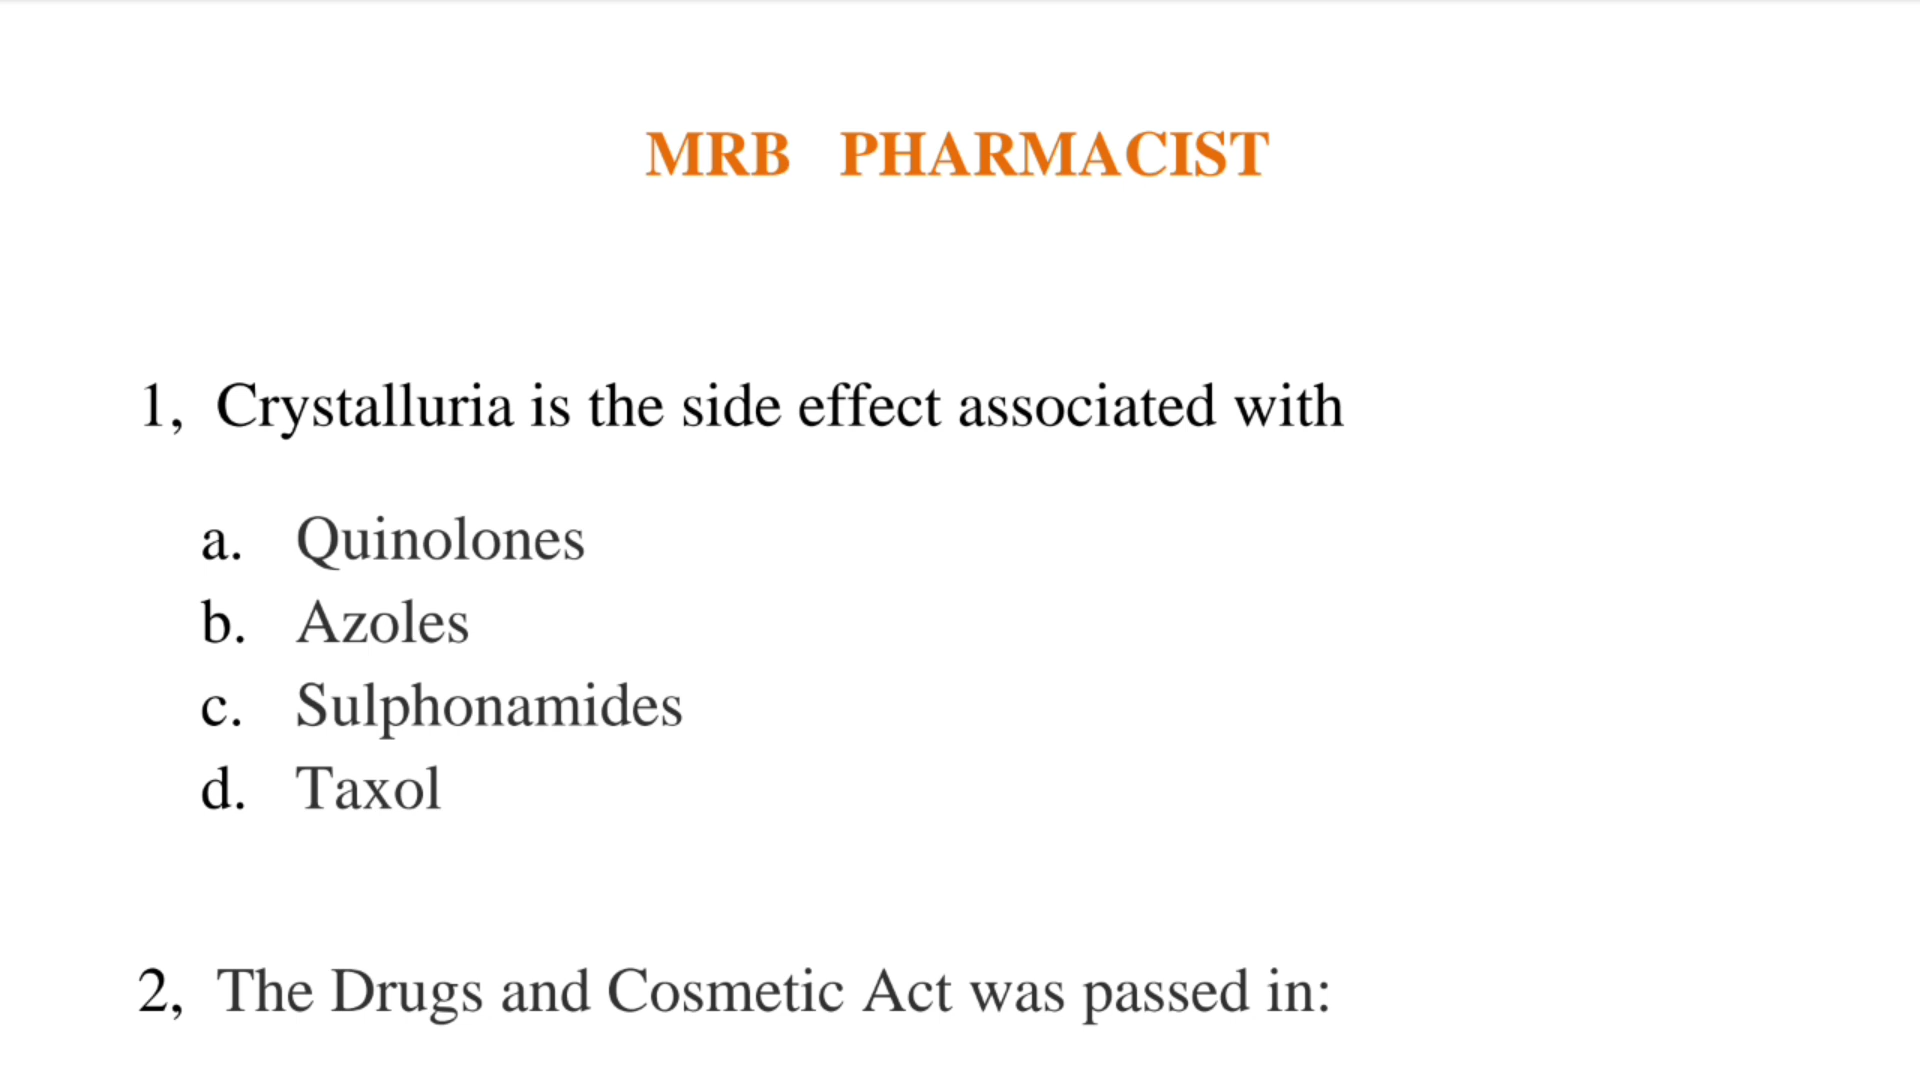 MRB PHARMACIST
1, Crystalluria is the side effect associated with
a. Quinolones
b. Azoles
c. Sulphonamides
d. Taxol
2, The Drugs and Cosmetic Act was passed in: